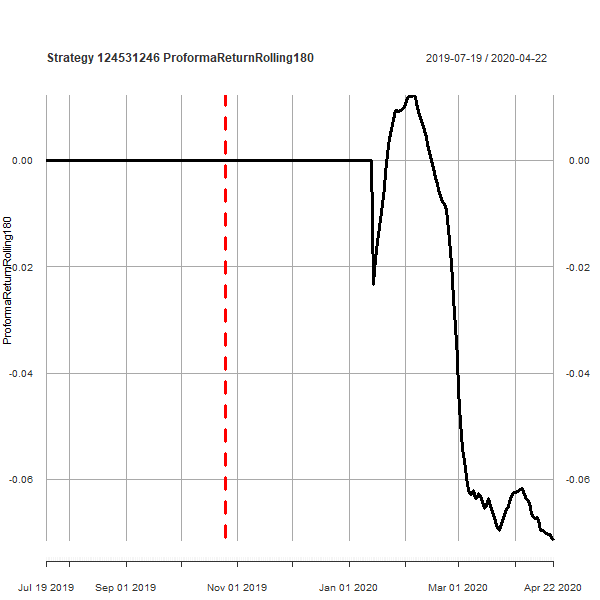 Strategy 124531246 ProformaReturnRolling180
2019-07-19 / 2020-04-22
0.00
0.00
-0.02
-0.02
-0.04
-0.04
-0.06
-0.06
ProformaReturnRolling180
Jul 19 2019
Sep 01 2019
Nov 01 2019
Jan 01 2020
Mar 01 2020
Apr 22 2020